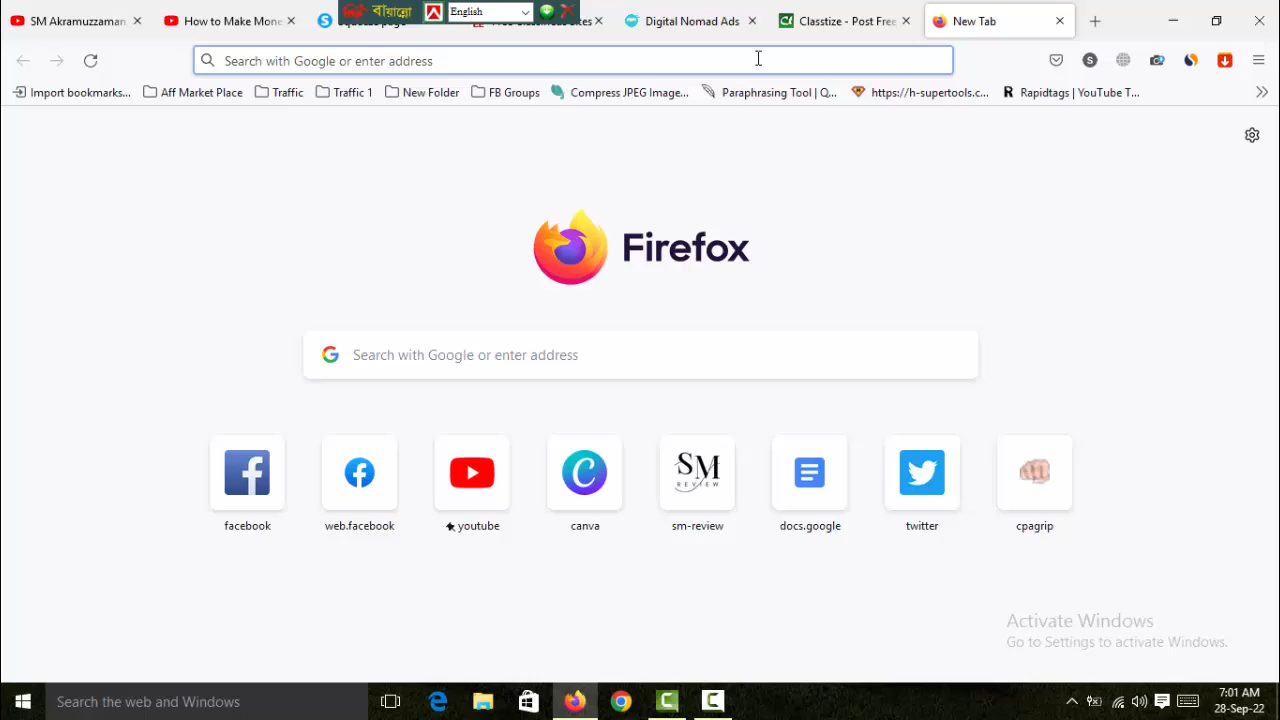 SM Akramuzzaman
How to Make Mone
বায়ান্নো
English
Digital Nomad Ads
Classtize - Post Free
New Tab
Search with Google or enter address
Import bookmarks...
Aff Market Place
Traffic
Traffic 1
New Folder
FB Groups
Compress JPEG Image...
Paraphrasing Tool | Q...
https://h-supertools.c...
Rapidtags | YouTube T...
Firefox
Search with Google or enter address
SM
REVIEW
facebook
web.facebook
youtube
canva
sm-review
docs.google
twitter
cpagrip
Activate Windows
Go to Settings to activate Windows.
Search the web and Windows
7:01 AM
28-Sep-22